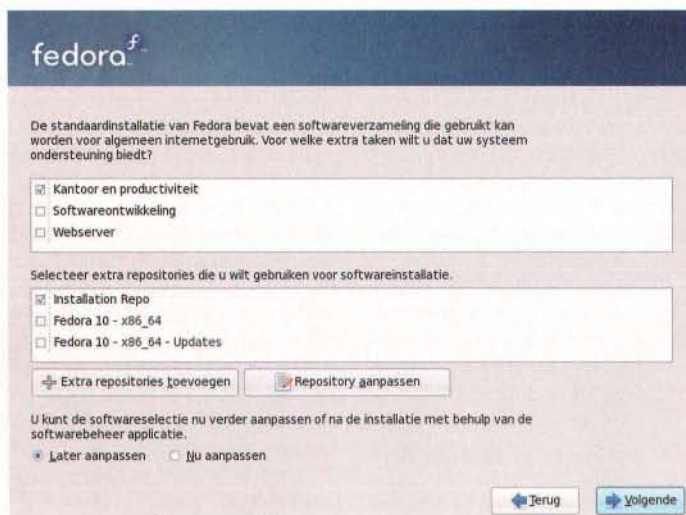 fedora
De standaardinstallatie van Fedora bevat een softwareverzameling die gebruikt kan
worden voor algemeen internetgebruik. Voor welke extra taken wilt u dat uw systeem
ondersteuning biedt?
Kantoor en productiviteit
Softwareontwikkeling
Webserver
Selecteer extra repositories die u wilt gebruiken voor softwareinstallatie.
Installation Repo
Fedora 10 - x86_64
Fedora 10 - x86_64 - Updates
Extra repositories toevoegen
Repository aanpassen
U kunt de softwareselectie nu verder aanpassen of na de installatie met behulp van de
softwarebeheer applicatie.
Later aanpassen
Nu aanpassen
Terug
Volgende